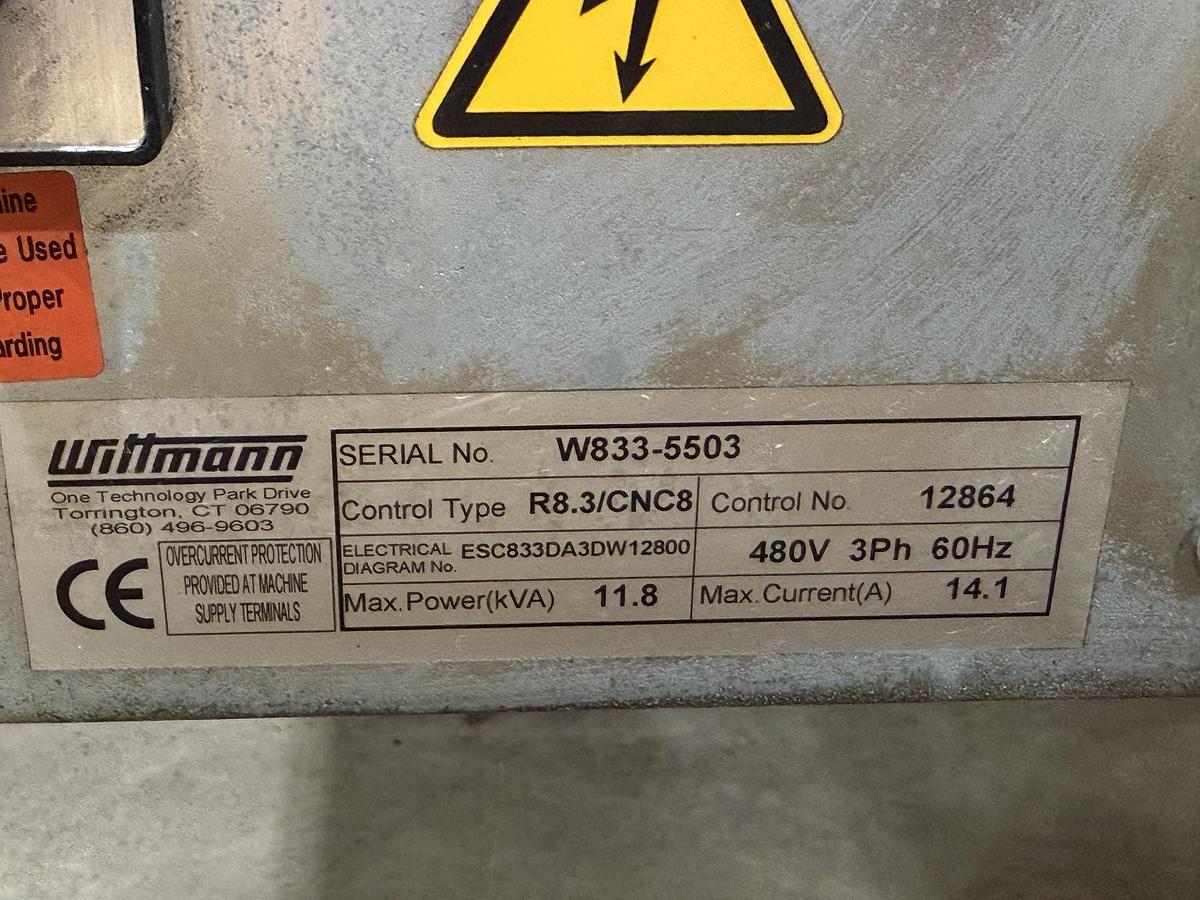 Used
Proper
Wittmann
One Technology Park Drive
Torrington, CT 06790
(860) 496-9603
CE
OVERCURRENT PROTECTION
PROVIDED AT MACHINE
SUPPLY TERMINALS
SERIAL No. W833-5503
Control Type R8.3/CNC8 Control No. 12864
ELECTRICAL DIAGRAM No. ESC833DA3DW12800 480V 3Ph 60Hz
Max.Power(kVA) 11.8 Max.Current(A) 14.1